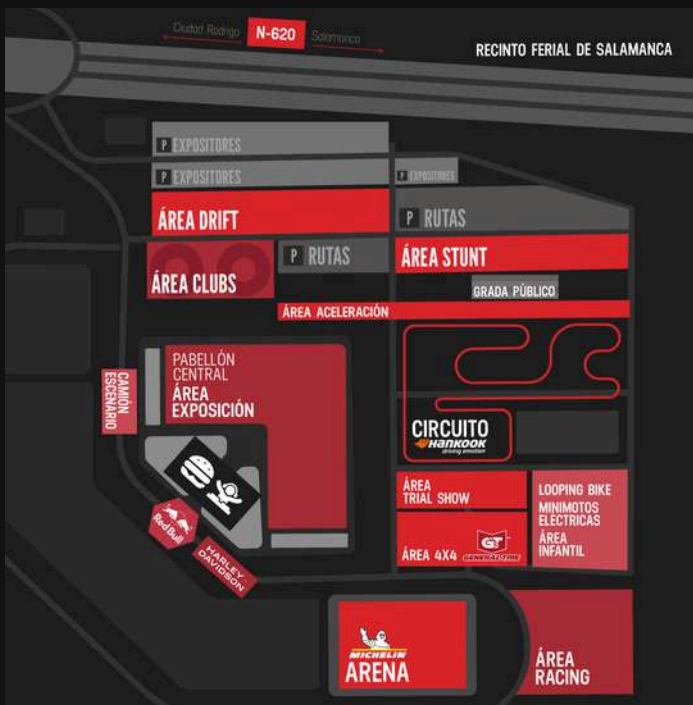 Ciudad Rodrigo
N-620
Salamanca
RECINTO FERIAL DE SALAMANCA
P EXPOSITORES
P EXPOSITORES
P EXPOSITORES
ÁREA DRIFT
P RUTAS
P RUTAS
ÁREA STUNT
ÁREA CLUBS
GRADA PÚBLICO
ÁREA ACELERACIÓN
PABELLÓN
CENTRAL
ÁREA
EXPOSICIÓN
CAMIÓN
ESCENARIO
CIRCUITO
HANKOOK
driving emotion
Red Bull
HARLEY
DAVIDSON
ÁREA
TRIAL SHOW
ÁREA 4X4
GT
GENERAL TIRE
LOOPING BIKE
MINIMOTOS
ELECTRICAS
ÁREA
INFANTIL
MICHELIN
ARENA
ÁREA
RACING